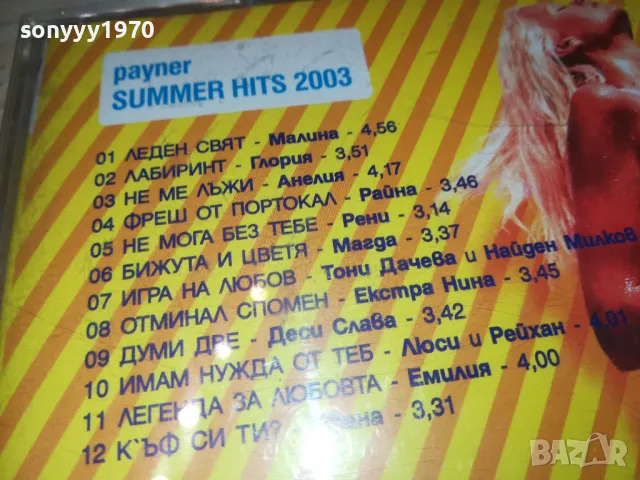 sonyyy1970
payner
SUMMER HITS 2003
01 ЛЕДЕН СВЯТ - Малина - 4,56
02 ЛАБИРИНТ - Глория - 3,51
03 НЕ МЕ ЛЪЖИ - Анелия - 4,17
04 ФРЕШ ОТ ПОРТОКАЛ - Райна - 3,46
05 НЕ МОГА БЕЗ ТЕБЕ - Рени - 3,14
06 БИЖУТА И ЦВЕТЯ - Магда - 3,37
07 ИГРА НА ЛЮБОВ - Тони Дачева и Найден Милков
08 ОТМИНАЛ СПОМЕН - Екстра Нина - 3,45
09 ДУМИ ДВЕ - Деси Слава - 3,42
10 ИМАМ НУЖДА ОТ ТЕБ - Люси и Рейхан - 4,01
11 ЛЕГЕНДА ЗА ЛЮБОВТА - Емилия - 4,00
12 К`ЪФ СИ ТИ? - 3,31
BAZAR